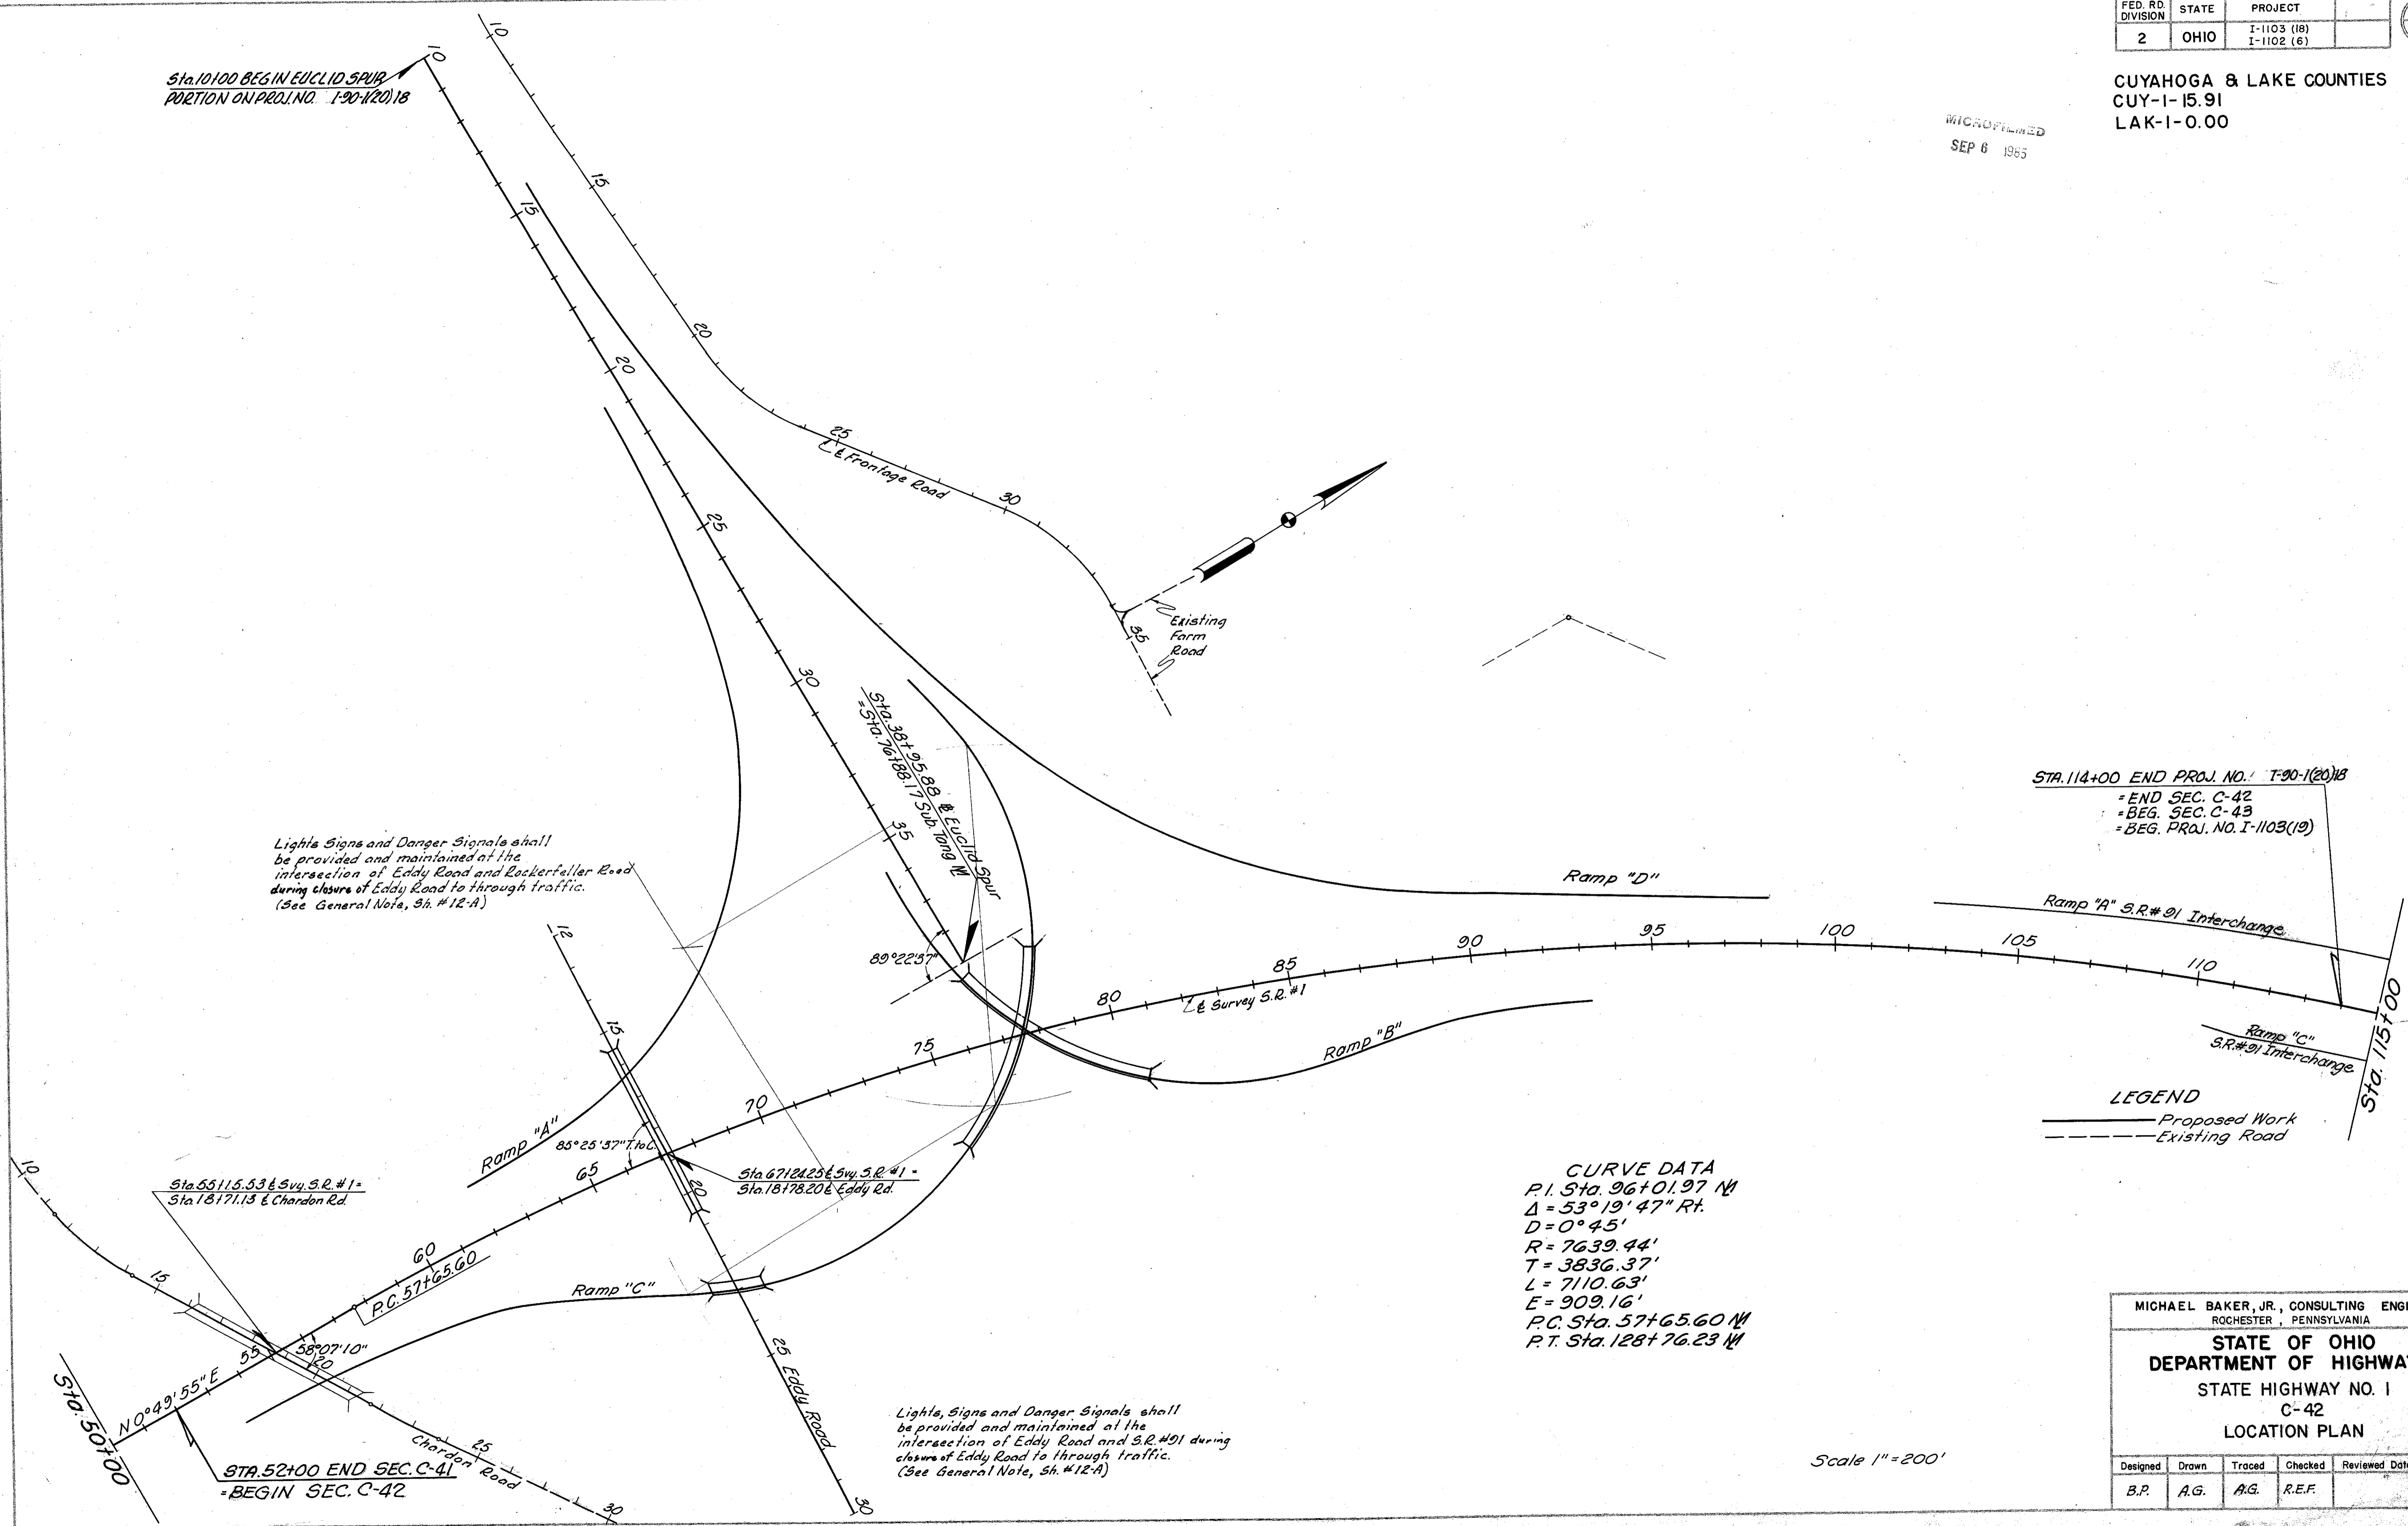 FED. RD. DIVISION STATE PROJECT
2 OHIO I-1103 (18)
I-1102 (6)
CUYAHOGA & LAKE COUNTIES
CUY-1-15.91
LAK-1-0.00
MICROFILMED
SEP 6 1985
Sta.10+00 BEGIN EUCLID SPUR
PORTION ON PROJ.NO. I-90-1(20)18
10
15
20
25
30
35
10
15
20
25
30
35
℄ Frontage Road
Existing
Farm
Road
Sta.38+95.88 ℄ Euclid Spur
=Sta.76+88.17 Sub. Tang
89°22'37"
Lights Signs and Danger Signals shall
be provided and maintained at the
intersection of Eddy Road and Rockerfeller Road
during closure of Eddy Road to through traffic.
(See General Note, Sh. #12-A)
STA. 114+00 END PROJ. NO. I-90-1(20)18
=END SEC. C-42
=BEG. SEC. C-43
=BEG. PROJ. NO. I-1103(19)
Ramp "D"
Ramp "A" S.R.#91 Interchange
Ramp "C"
S.R.#91 Interchange
Sta. 115+00
55
60
65
70
75
80
85
90
95
100
105
110
℄ Survey S.R.#1
Ramp "B"
Ramp "A"
Ramp "C"
12
15
20
25 Eddy Road
30
85°25'37" T. to C.
Sta.67+24.25 ℄ Svy. S.R.#1 =
Sta.18+78.20 ℄ Eddy Rd.
Sta.55+15.53 ℄ Svy. S.R.#1=
Sta.18+71.13 ℄ Chardon Rd.
10
15
20
25
30
Chardon Road
P.C. 57+65.60
58°07'10"
N 0°49'55" E
Sta. 50+00
STA.52+00 END SEC. C-41
=BEGIN SEC. C-42
Lights, Signs and Danger Signals shall
be provided and maintained at the
intersection of Eddy Road and S.R.#91 during
closure of Eddy Road to through traffic.
(See General Note, Sh. #12-A)
LEGEND
Proposed Work
Existing Road
CURVE DATA
P.I. Sta. 96+01.97
Δ = 53°19'47" Rt.
D = 0°45'
R = 7639.44'
T = 3836.37'
L = 7110.63'
E = 909.16'
P.C. Sta. 57+65.60
P.T. Sta. 128+76.23
Scale 1"=200'
MICHAEL BAKER, JR., CONSULTING ENGI
ROCHESTER, PENNSYLVANIA
STATE OF OHIO
DEPARTMENT OF HIGHWA
STATE HIGHWAY NO. 1
C-42
LOCATION PLAN
Designed Drawn Traced Checked Reviewed Dat
B.P. A.G. A.G. R.E.F.